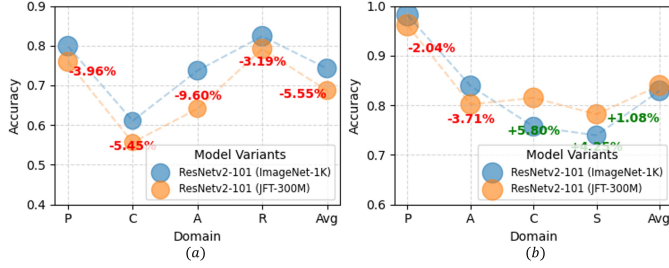 0.9
0.8
0.7
0.6
0.5
0.4
Accuracy
-3.96%
-5.45%
-9.60%
-3.19%
-5.55%
Model Variants
ResNetv2-101 (ImageNet-1K)
ResNetv2-101 (JFT-300M)
P C A R Avg
Domain
(a)
1.0
0.9
0.8
0.7
0.6
Accuracy
-2.04%
-3.71%
+5.80%
+1.08%
Model Variants
ResNetv2-101 (ImageNet-1K)
ResNetv2-101 (JFT-300M)
P A C S Avg
Domain
(b)